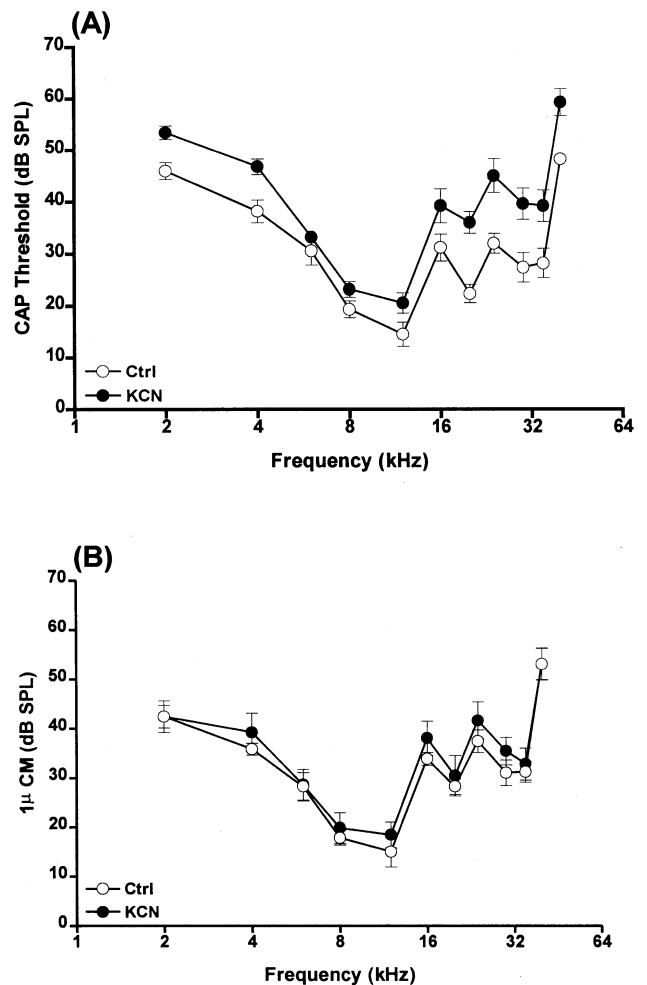 (A)
CAP Threshold (dB SPL)
70
60
50
40
30
20
10
0
Ctrl
KCN
1 2 4 8 16 32 64
Frequency (kHz)
(B)
1μ CM (dB SPL)
70
60
50
40
30
20
10
0
Ctrl
KCN
1 2 4 8 16 32 64
Frequency (kHz)